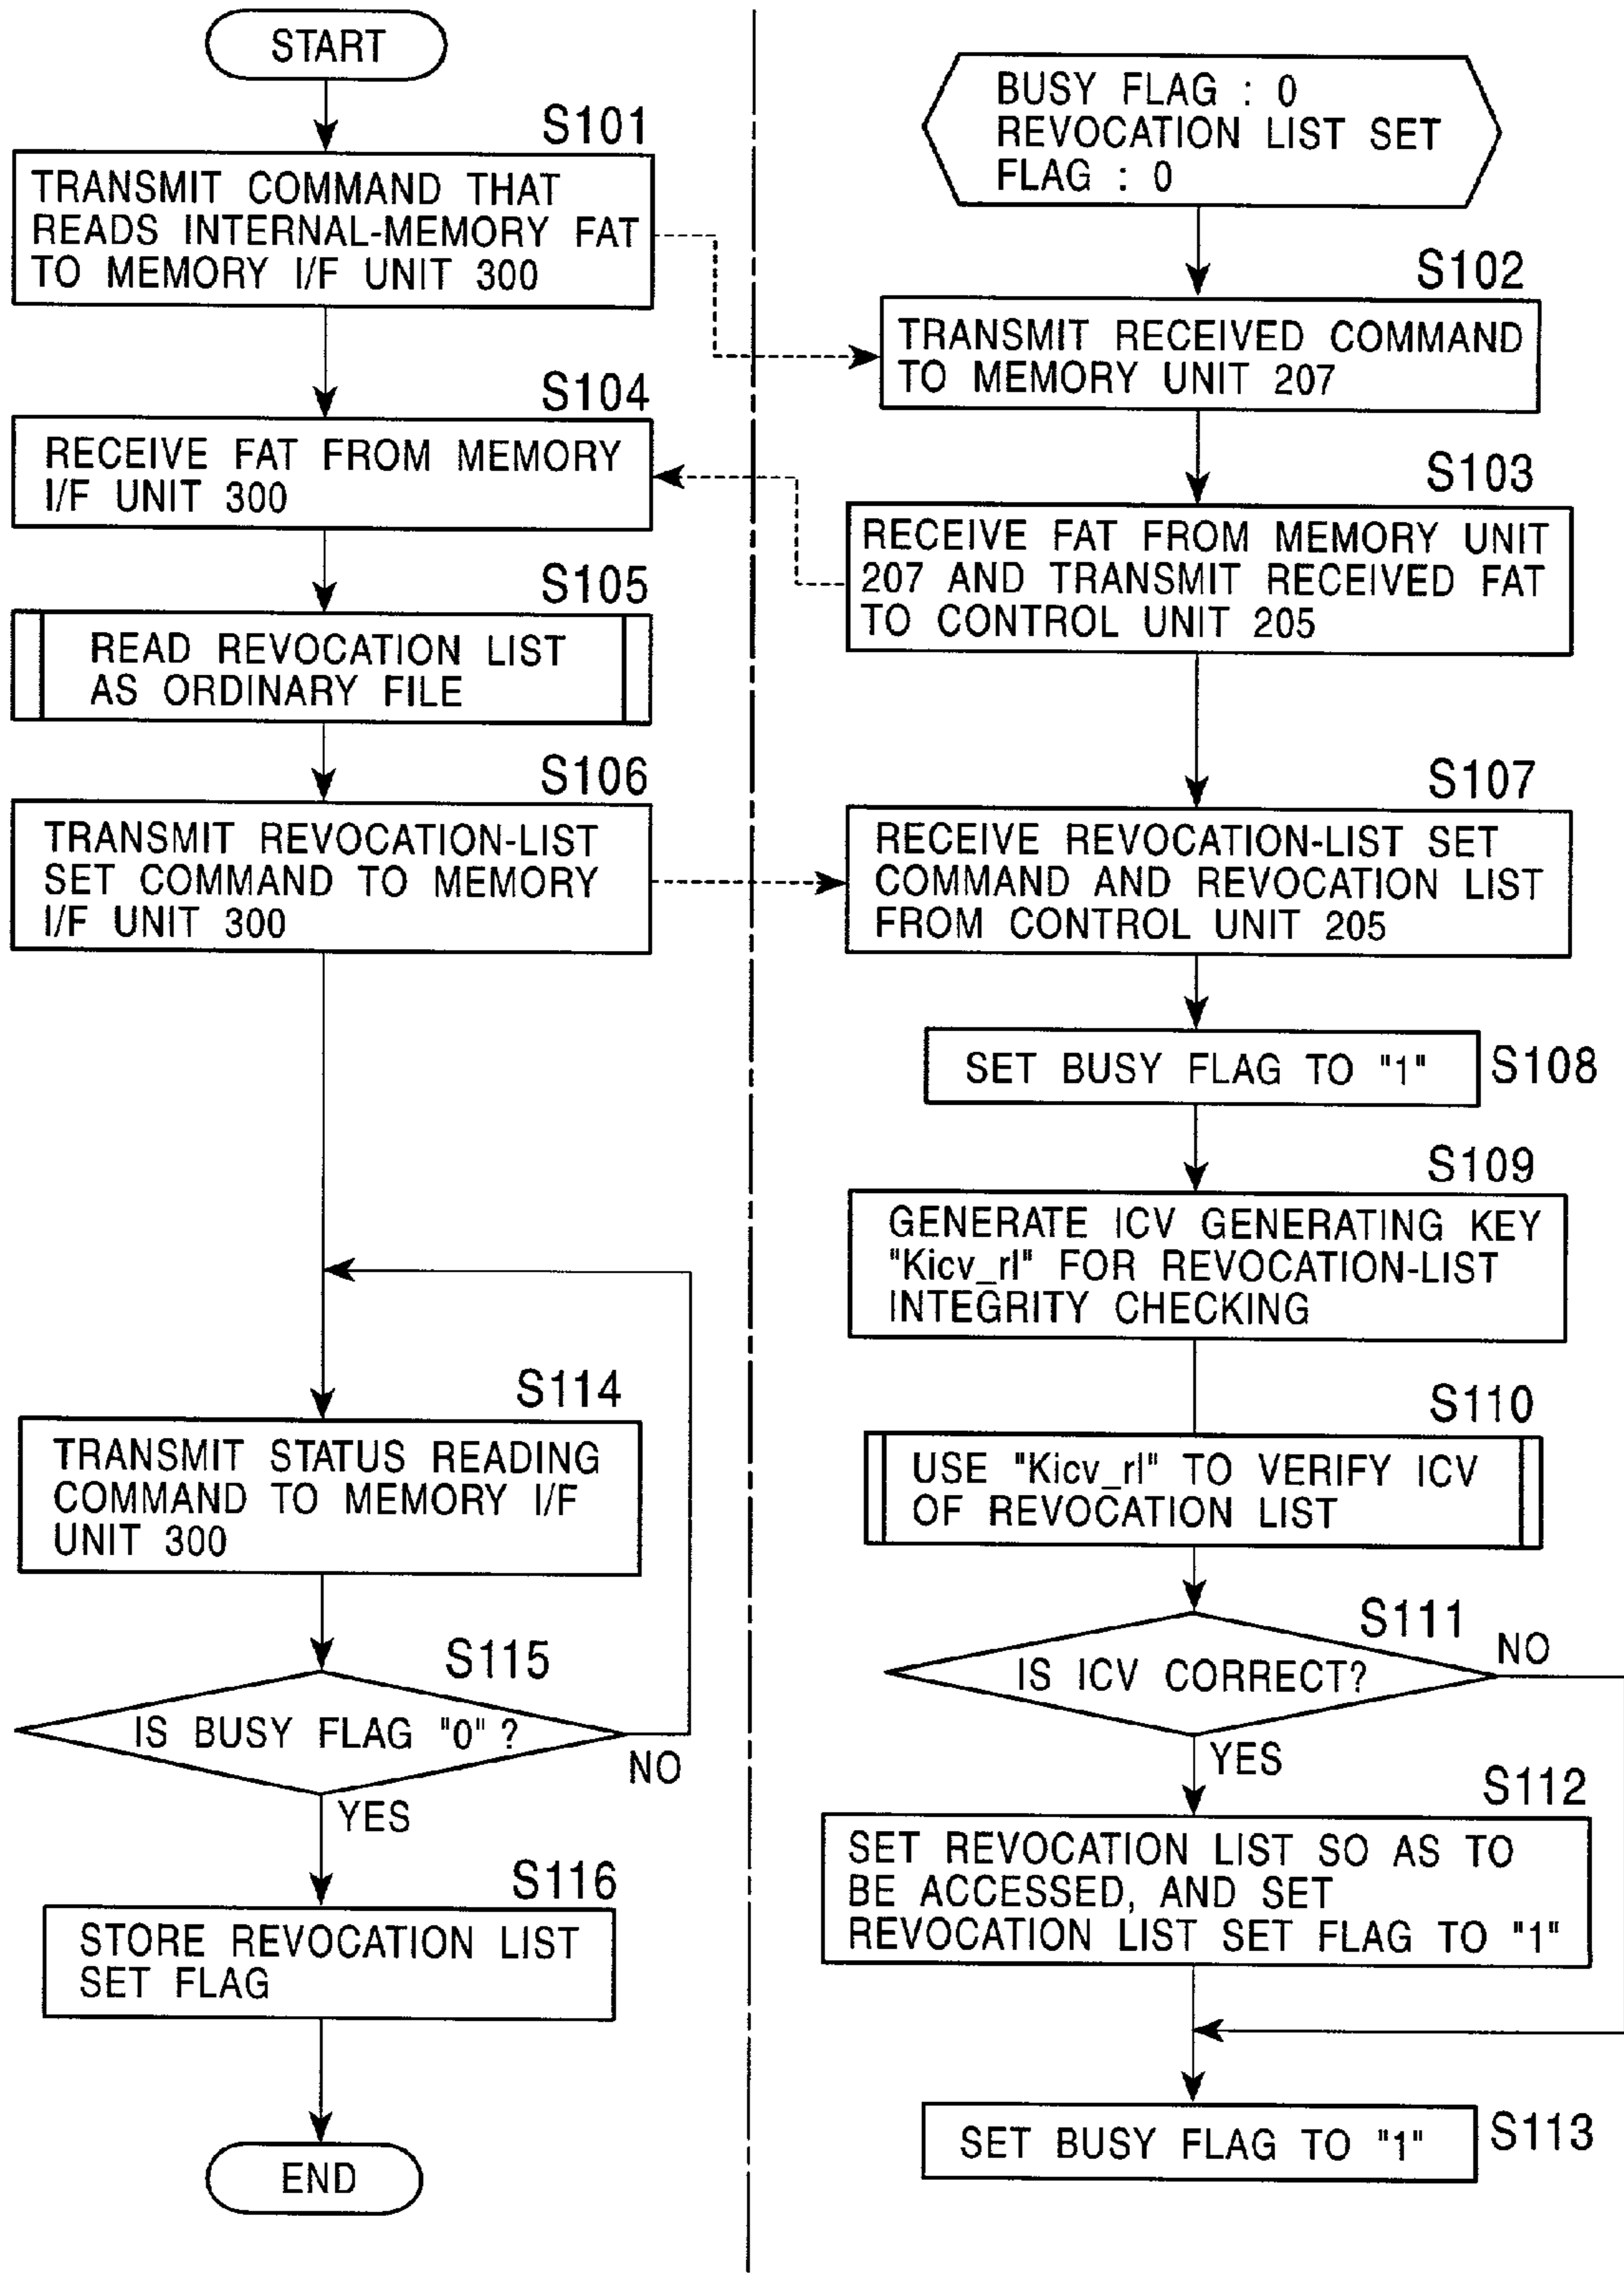 START
S101
TRANSMIT COMMAND THAT
READS INTERNAL-MEMORY FAT
TO MEMORY I/F UNIT 300
S104
RECEIVE FAT FROM MEMORY
I/F UNIT 300
S105
READ REVOCATION LIST
AS ORDINARY FILE
S106
TRANSMIT REVOCATION-LIST
SET COMMAND TO MEMORY
I/F UNIT 300
S114
TRANSMIT STATUS READING
COMMAND TO MEMORY I/F
UNIT 300
S115
IS BUSY FLAG "0" ?
NO
YES
S116
STORE REVOCATION LIST
SET FLAG
END
BUSY FLAG : 0
REVOCATION LIST SET
FLAG : 0
S102
TRANSMIT RECEIVED COMMAND
TO MEMORY UNIT 207
S103
RECEIVE FAT FROM MEMORY UNIT
207 AND TRANSMIT RECEIVED FAT
TO CONTROL UNIT 205
S107
RECEIVE REVOCATION-LIST SET
COMMAND AND REVOCATION LIST
FROM CONTROL UNIT 205
SET BUSY FLAG TO "1"
S108
S109
GENERATE ICV GENERATING KEY
"Kicv_rl" FOR REVOCATION-LIST
INTEGRITY CHECKING
S110
USE "Kicv_rl" TO VERIFY ICV
OF REVOCATION LIST
S111
IS ICV CORRECT?
NO
YES
S112
SET REVOCATION LIST SO AS TO
BE ACCESSED, AND SET
REVOCATION LIST SET FLAG TO "1"
SET BUSY FLAG TO "1"
S113